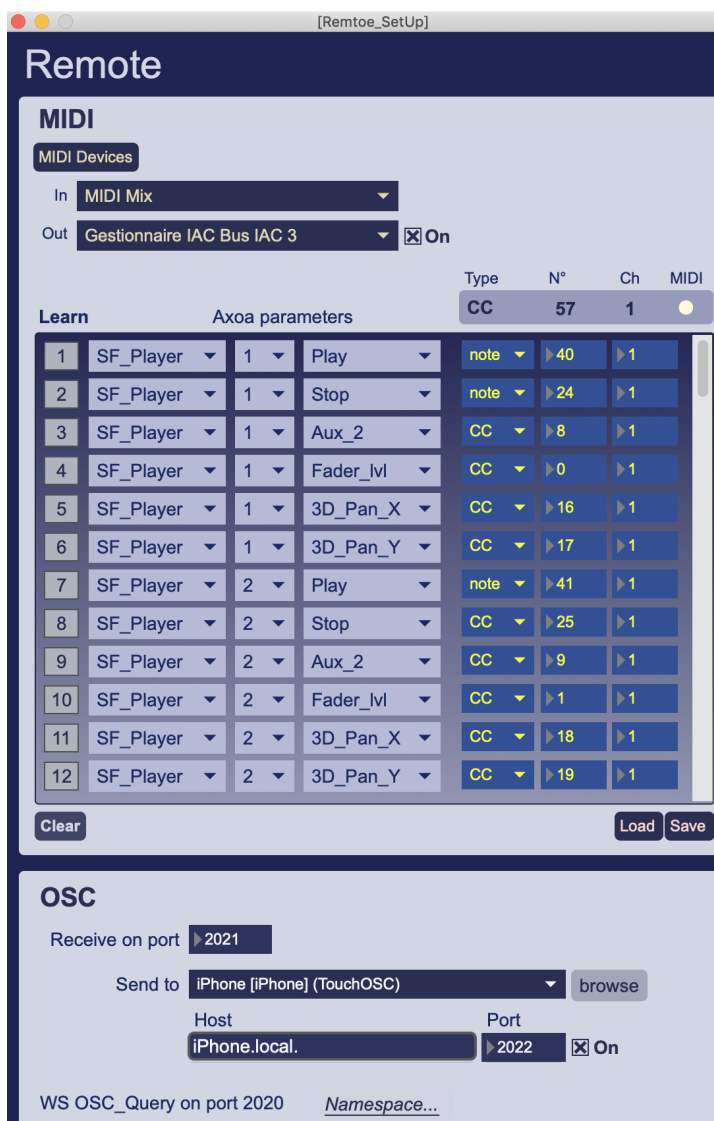 [Remtoe_SetUp]
Remote
MIDI
MIDI Devices
In MIDI Mix
Out Gestionnaire IAC Bus IAC 3 On
Type N° Ch MIDI
Learn Axoa parameters CC 57 1
1 SF_Player 1 Play note 40 1
2 SF_Player 1 Stop note 24 1
3 SF_Player 1 Aux_2 CC 8 1
4 SF_Player 1 Fader_lvl CC 0 1
5 SF_Player 1 3D_Pan_X CC 16 1
6 SF_Player 1 3D_Pan_Y CC 17 1
7 SF_Player 2 Play note 41 1
8 SF_Player 2 Stop CC 25 1
9 SF_Player 2 Aux_2 CC 9 1
10 SF_Player 2 Fader_lvl CC 1 1
11 SF_Player 2 3D_Pan_X CC 18 1
12 SF_Player 2 3D_Pan_Y CC 19 1
Clear Load Save
OSC
Receive on port 2021
Send to iPhone [iPhone] (TouchOSC) browse
Host Port
iPhone.local. 2022 On
WS OSC_Query on port 2020 Namespace...